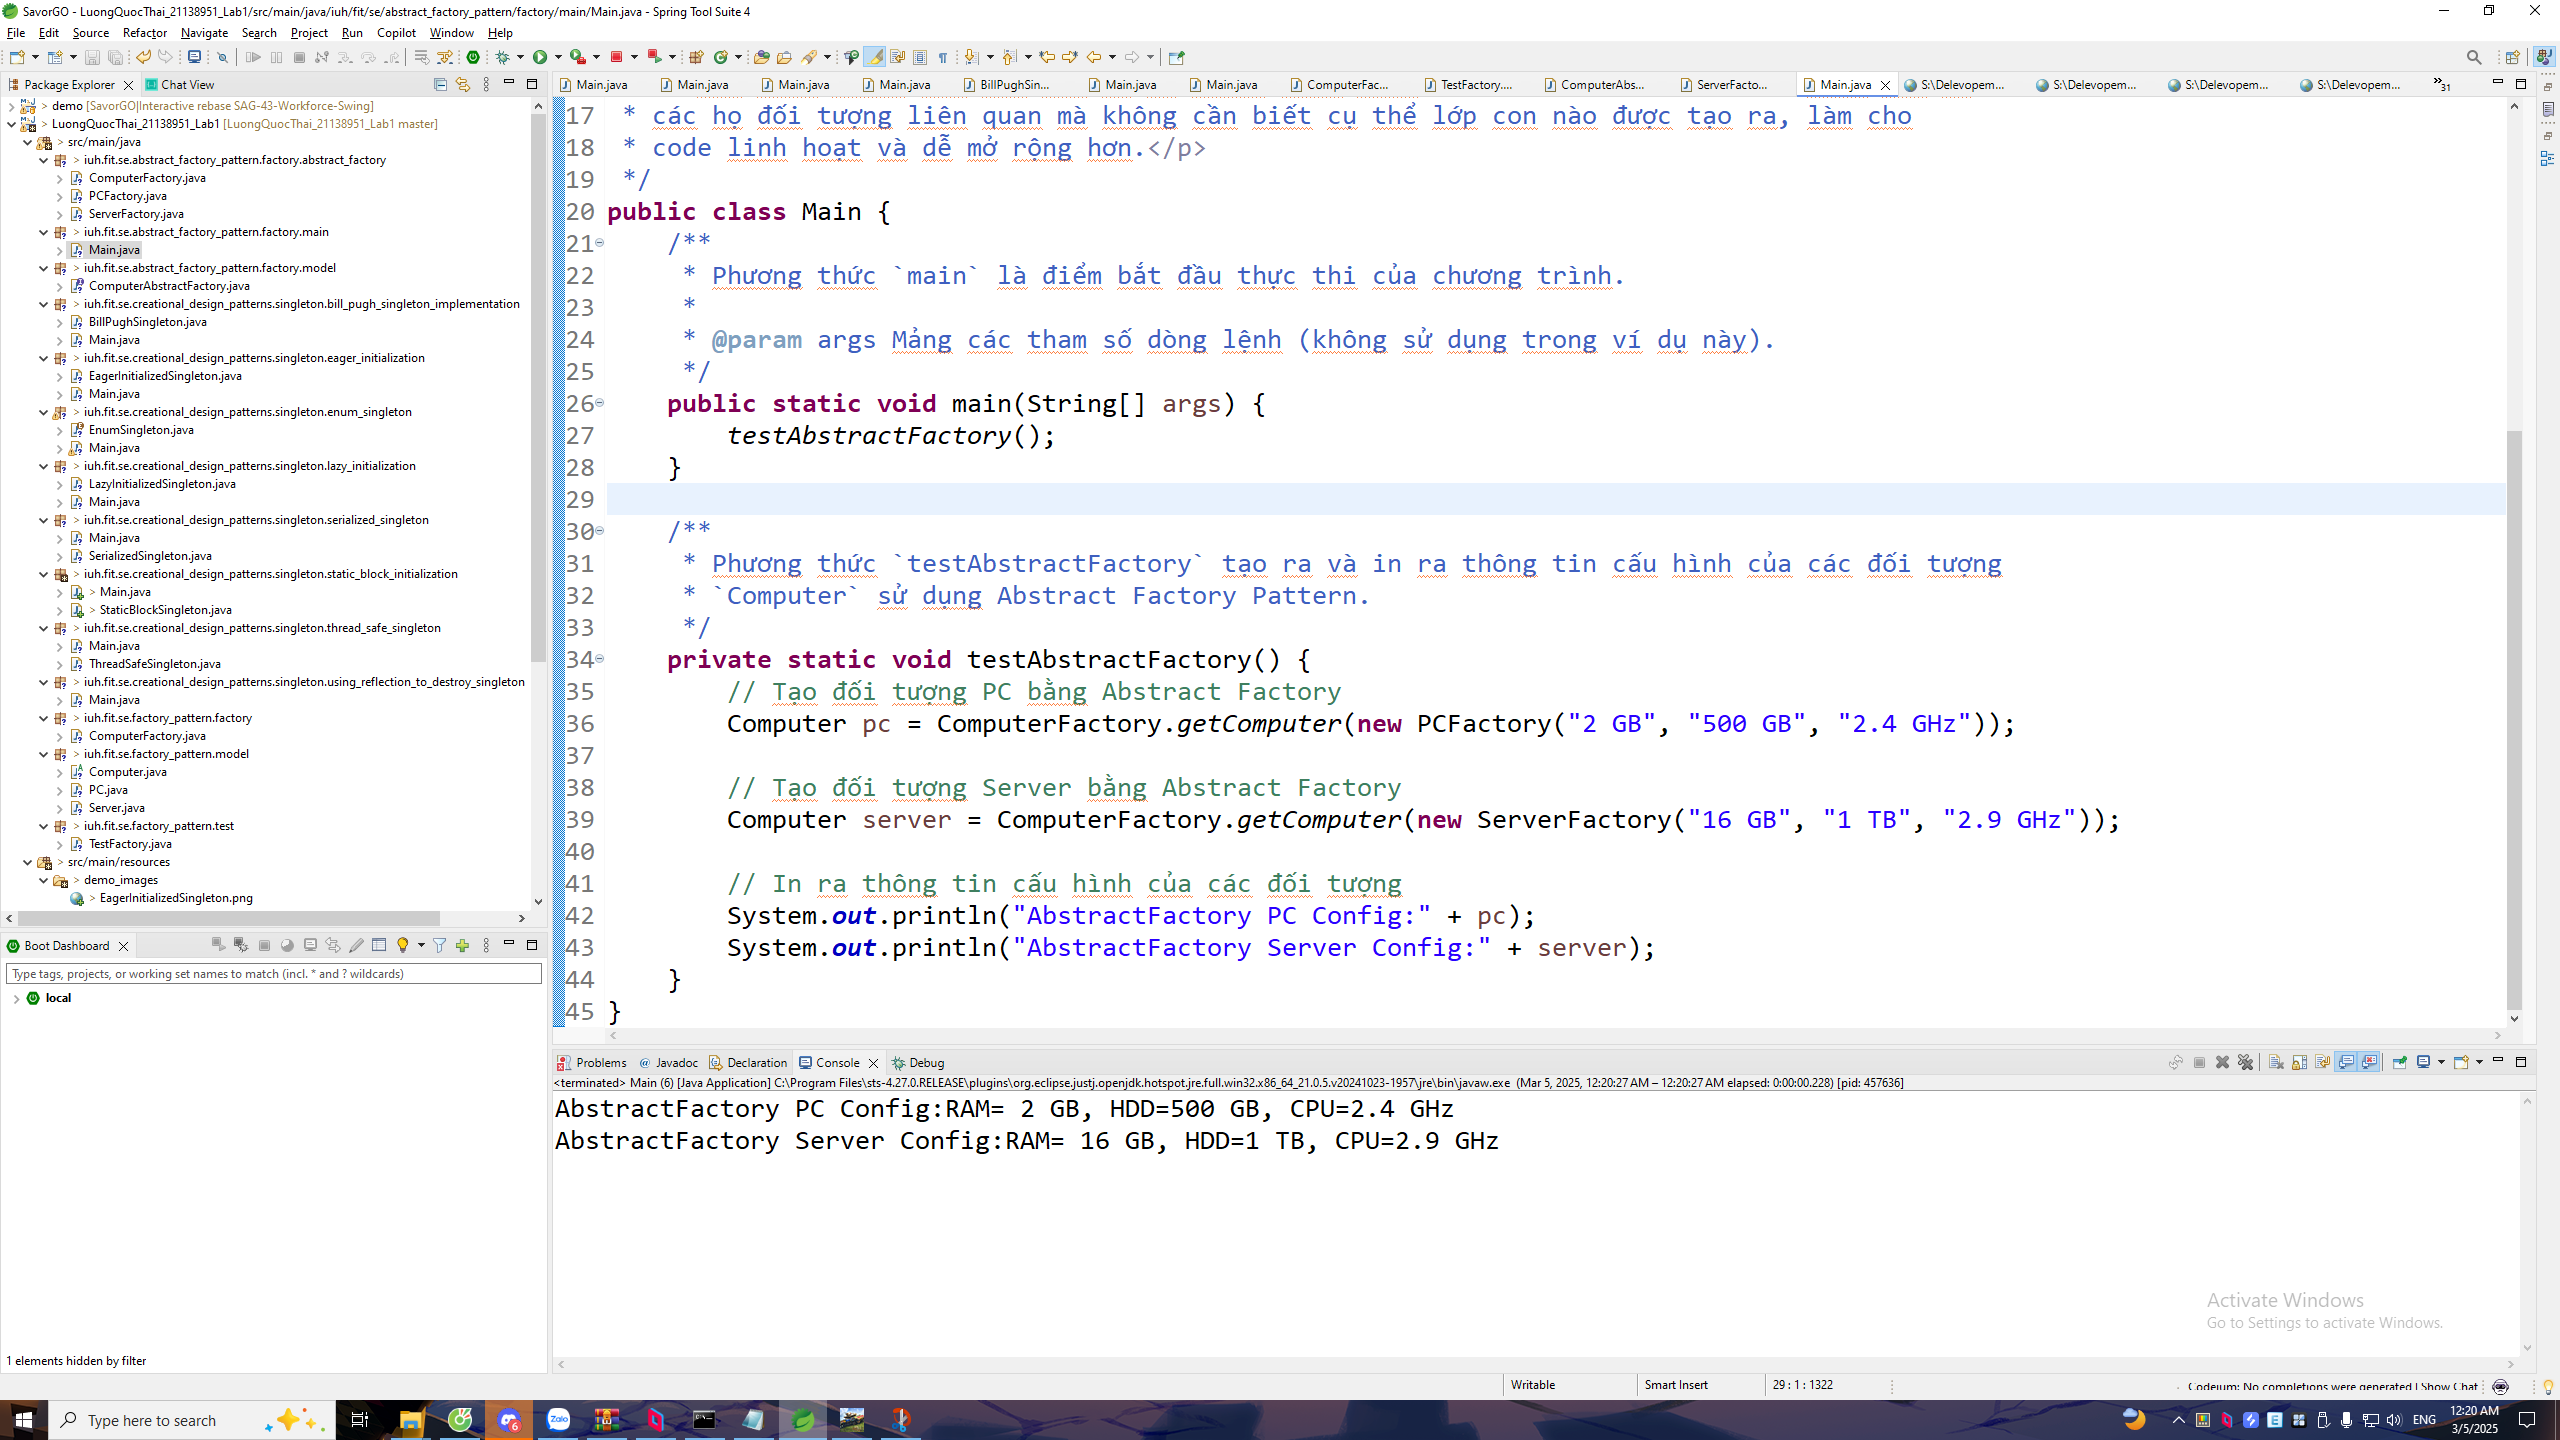 SavorGO - LuongQuocThai_21138951_Lab1/src/main/java/iuh/fit/se/abstract_factory_pattern/factory/main/Main.java - Spring Tool Suite 4
File Edit Source Refactor Navigate Search Project Run Copilot Window Help
Package Explorer Chat View
> demo [SavorGO|Interactive rebase SAG-43-Workforce-Swing]
> LuongQuocThai_21138951_Lab1 [LuongQuocThai_21138951_Lab1 master]
> src/main/java
> iuh.fit.se.abstract_factory_pattern.factory.abstract_factory
ComputerFactory.java
PCFactory.java
ServerFactory.java
> iuh.fit.se.abstract_factory_pattern.factory.main
Main.java
> iuh.fit.se.abstract_factory_pattern.factory.model
ComputerAbstractFactory.java
> iuh.fit.se.creational_design_patterns.singleton.bill_pugh_singleton_implementation
BillPughSingleton.java
Main.java
> iuh.fit.se.creational_design_patterns.singleton.eager_initialization
EagerInitializedSingleton.java
Main.java
> iuh.fit.se.creational_design_patterns.singleton.enum_singleton
EnumSingleton.java
Main.java
> iuh.fit.se.creational_design_patterns.singleton.lazy_initialization
LazyInitializedSingleton.java
Main.java
> iuh.fit.se.creational_design_patterns.singleton.serialized_singleton
Main.java
SerializedSingleton.java
> iuh.fit.se.creational_design_patterns.singleton.static_block_initialization
> Main.java
> StaticBlockSingleton.java
> iuh.fit.se.creational_design_patterns.singleton.thread_safe_singleton
Main.java
ThreadSafeSingleton.java
> iuh.fit.se.creational_design_patterns.singleton.using_reflection_to_destroy_singleton
Main.java
> iuh.fit.se.factory_pattern.factory
ComputerFactory.java
> iuh.fit.se.factory_pattern.model
Computer.java
PC.java
Server.java
> iuh.fit.se.factory_pattern.test
TestFactory.java
> src/main/resources
> demo_images
> EagerInitializedSingleton.png
Boot Dashboard
Type tags, projects, or working set names to match (incl. * and ? wildcards)
local
1 elements hidden by filter
Main.java Main.java Main.java Main.java BillPughSin... Main.java Main.java ComputerFac... TestFactory.... ComputerAbs... ServerFacto... Main.java S:\Delevopem... S:\Delevopem... S:\Delevopem... S:\Delevopem... »31
17 * các họ đối tượng liên quan mà không cần biết cụ thể lớp con nào được tạo ra, làm cho
18 * code linh hoạt và dễ mở rộng hơn.</p>
19 */
20 public class Main {
21 /**
22 * Phương thức `main` là điểm bắt đầu thực thi của chương trình.
23 *
24 * @param args Mảng các tham số dòng lệnh (không sử dụng trong ví dụ này).
25 */
26 public static void main(String[] args) {
27 testAbstractFactory();
28 }
29
30 /**
31 * Phương thức `testAbstractFactory` tạo ra và in ra thông tin cấu hình của các đối tượng
32 * `Computer` sử dụng Abstract Factory Pattern.
33 */
34 private static void testAbstractFactory() {
35 // Tạo đối tượng PC bằng Abstract Factory
36 Computer pc = ComputerFactory.getComputer(new PCFactory("2 GB", "500 GB", "2.4 GHz"));
37
38 // Tạo đối tượng Server bằng Abstract Factory
39 Computer server = ComputerFactory.getComputer(new ServerFactory("16 GB", "1 TB", "2.9 GHz"));
40
41 // In ra thông tin cấu hình của các đối tượng
42 System.out.println("AbstractFactory PC Config:" + pc);
43 System.out.println("AbstractFactory Server Config:" + server);
44 }
45 }
Problems Javadoc Declaration Console Debug
<terminated> Main (6) [Java Application] C:\Program Files\sts-4.27.0.RELEASE\plugins\org.eclipse.justj.openjdk.hotspot.jre.full.win32.x86_64_21.0.5.v20241023-1957\jre\bin\javaw.exe (Mar 5, 2025, 12:20:27 AM – 12:20:27 AM elapsed: 0:00:00.228) [pid: 457636]
AbstractFactory PC Config:RAM= 2 GB, HDD=500 GB, CPU=2.4 GHz
AbstractFactory Server Config:RAM= 16 GB, HDD=1 TB, CPU=2.9 GHz
Activate Windows
Go to Settings to activate Windows.
Writable Smart Insert 29 : 1 : 1322 Codeium: No completions were generated | Show Chat
Type here to search
Zalo
6
ENG
12:20 AM
3/5/2025